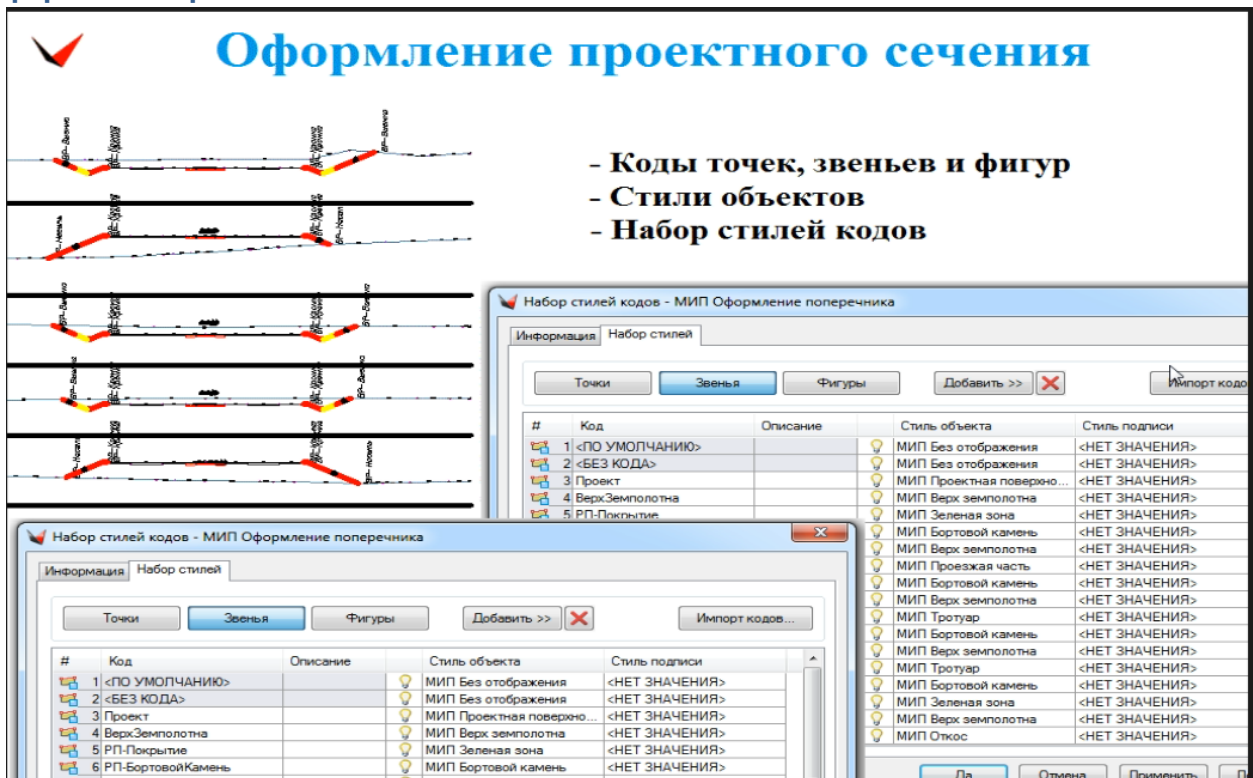 Оформление проектного сечения
- Коды точек, звеньев и фигур
- Стили объектов
- Набор стилей кодов
Набор стилей кодов - МИП Оформление поперечника
Информация Набор стилей
Точки Звенья Фигуры Добавить >> Импорт кодо
# Код Описание Стиль объекта Стиль подписи
1 <ПО УМОЛЧАНИЮ> МИП Без отображения <НЕТ ЗНАЧЕНИЯ>
2 <БЕЗ КОДА> МИП Без отображения <НЕТ ЗНАЧЕНИЯ>
3 Проект МИП Проектная поверхно... <НЕТ ЗНАЧЕНИЯ>
4 ВерхЗемполотна МИП Верх земполотна <НЕТ ЗНАЧЕНИЯ>
5 РП-Покрытие МИП Зеленая зона <НЕТ ЗНАЧЕНИЯ>
МИП Бортовой камень <НЕТ ЗНАЧЕНИЯ>
МИП Верх земполотна <НЕТ ЗНАЧЕНИЯ>
МИП Проезжая часть <НЕТ ЗНАЧЕНИЯ>
МИП Бортовой камень <НЕТ ЗНАЧЕНИЯ>
МИП Верх земполотна <НЕТ ЗНАЧЕНИЯ>
МИП Тротуар <НЕТ ЗНАЧЕНИЯ>
МИП Бортовой камень <НЕТ ЗНАЧЕНИЯ>
МИП Верх земполотна <НЕТ ЗНАЧЕНИЯ>
МИП Тротуар <НЕТ ЗНАЧЕНИЯ>
МИП Бортовой камень <НЕТ ЗНАЧЕНИЯ>
МИП Зеленая зона <НЕТ ЗНАЧЕНИЯ>
МИП Верх земполотна <НЕТ ЗНАЧЕНИЯ>
МИП Откос <НЕТ ЗНАЧЕНИЯ>
Да Отмена Применить
Набор стилей кодов - МИП Оформление поперечника
Информация Набор стилей
Точки Звенья Фигуры Добавить >> Импорт кодов...
# Код Описание Стиль объекта Стиль подписи
1 <ПО УМОЛЧАНИЮ> МИП Без отображения <НЕТ ЗНАЧЕНИЯ>
2 <БЕЗ КОДА> МИП Без отображения <НЕТ ЗНАЧЕНИЯ>
3 Проект МИП Проектная поверхно... <НЕТ ЗНАЧЕНИЯ>
4 ВерхЗемполотна МИП Верх земполотна <НЕТ ЗНАЧЕНИЯ>
5 РП-Покрытие МИП Зеленая зона <НЕТ ЗНАЧЕНИЯ>
6 РП-БортовойКамень МИП Бортовой камень <НЕТ ЗНАЧЕНИЯ>